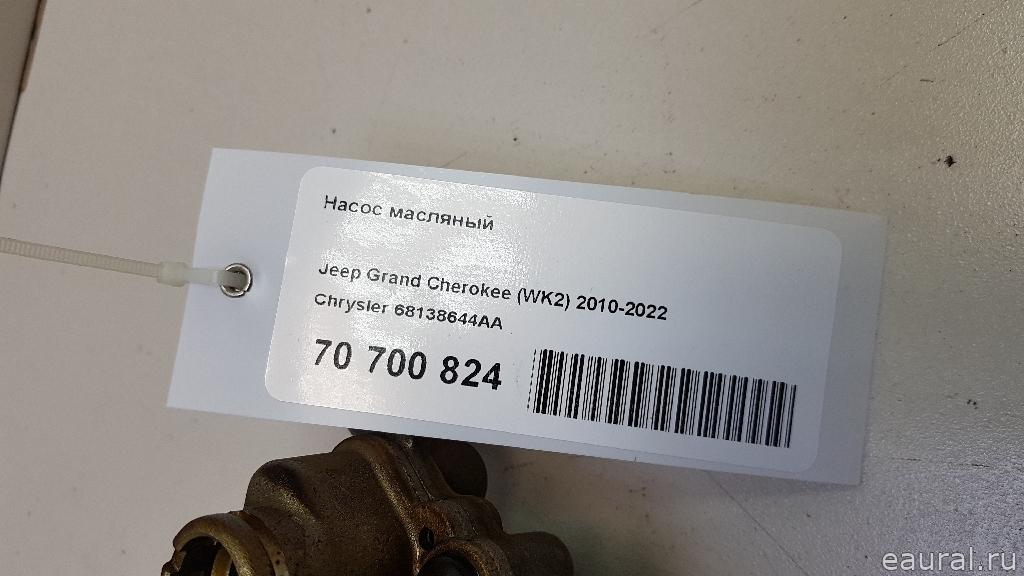 Насос масляный
Jeep Grand Cherokee (WK2) 2010-2022
Chrysler 68138644AA
70 700 824
eaural.ru